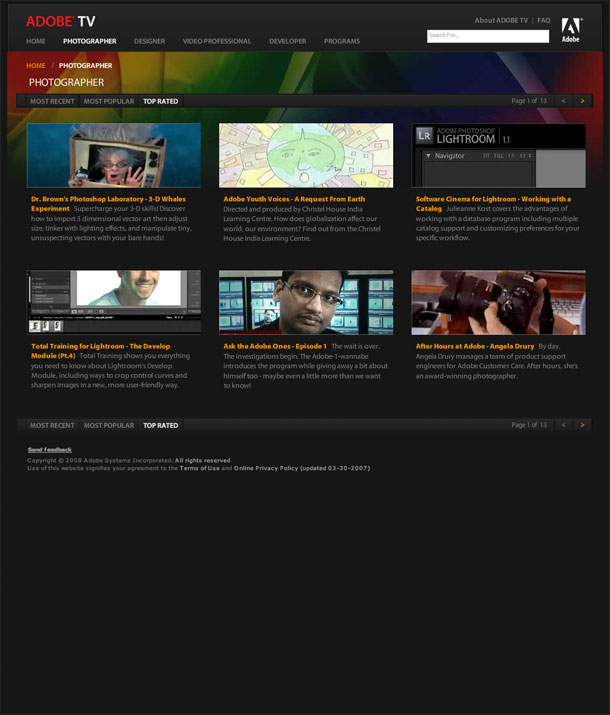 ADOBE TV
About ADOBE TV | FAQ
Search For...
Adobe
HOME PHOTOGRAPHER DESIGNER VIDEO PROFESSIONAL DEVELOPER PROGRAMS
HOME / PHOTOGRAPHER
PHOTOGRAPHER
MOST RECENT MOST POPULAR TOP RATED Page 1 of 13 < >
Dr. Brown's Photoshop Laboratory - 3-D Whales
Experiment Supercharge your 3-D skills! Discover
how to import 3 dimensional vector art then adjust
size, tinker with lighting effects, and manipulate tiny,
unsuspecting vectors with your bare hands!
Adobe Youth Voices - A Request From Earth
Directed and produced by Christel House India
Learning Centre. How does globalization affect our
world, our environment? Find out from the Christel
House India Learning Centre.
LR ADOBE PHOTOSHOP
LIGHTROOM 1.1
Navigator FIT FILL 1:1 3:1
Software Cinema for Lightroom - Working with a
Catalog Julieanne Kost covers the advantages of
working with a database program including multiple
catalog support and customizing preferences for your
specific workflow.
Total Training for Lightroom - The Develop
Module (Pt.4) Total Training shows you everything
you need to know about Lightroom's Develop
Module, including ways to crop control curves and
sharpen images in a new, more user-friendly way.
Ask the Adobe Ones - Episode 1 The wait is over.
The investigations begin. The Adobe-1-wannabe
introduces the program while giving away a bit about
himself too - maybe even a little more than we want
to know!
After Hours at Adobe - Angela Drury By day,
Angela Drury manages a team of product support
engineers for Adobe Customer Care. After hours, she's
an award-winning photographer.
MOST RECENT MOST POPULAR TOP RATED Page 1 of 13 < >
Send Feedback
Copyright © 2008 Adobe Systems Incorporated. All rights reserved
Use of this website signifies your agreement to the Terms of Use and Online Privacy Policy (updated 03-30-2007)